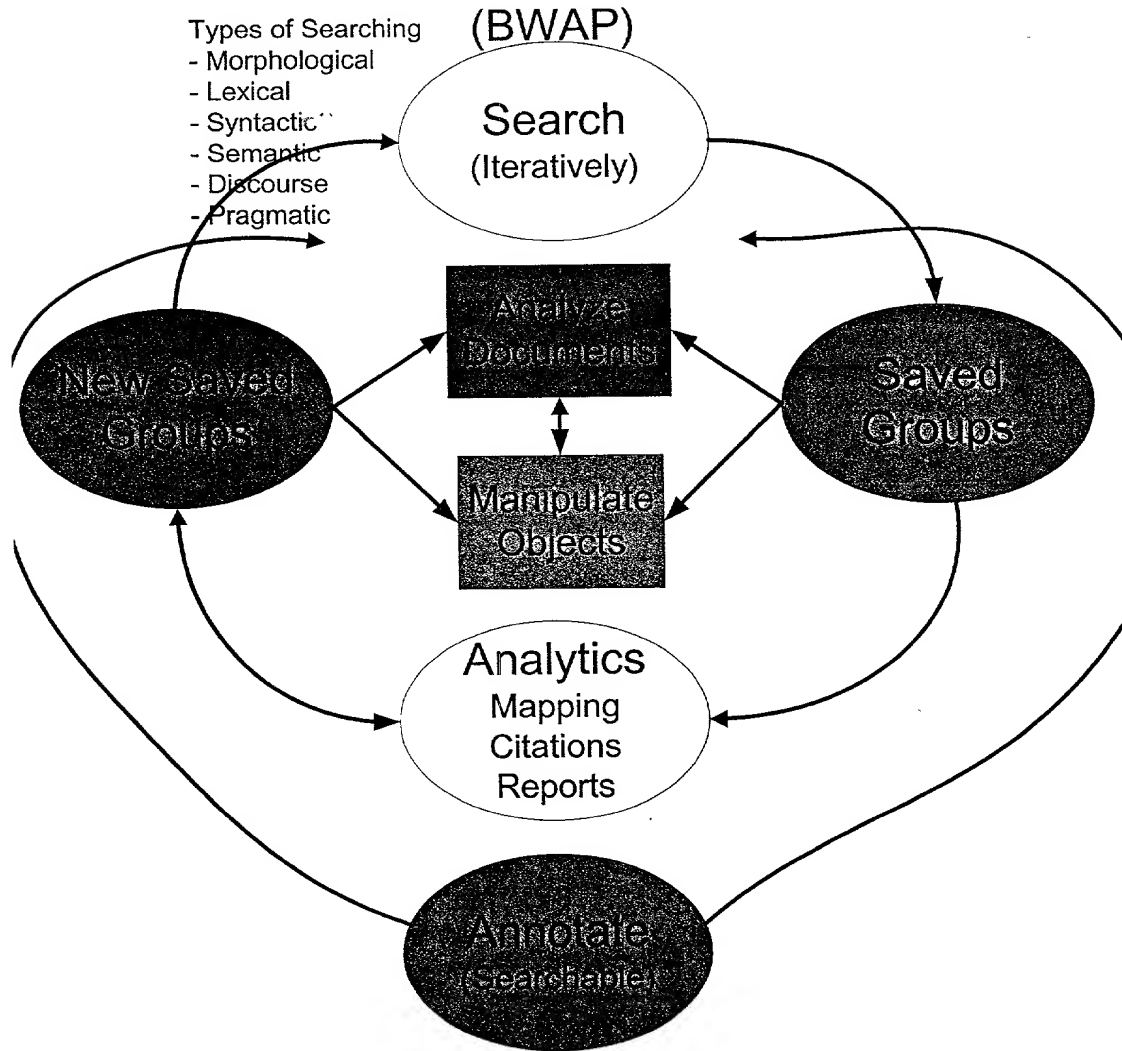 (BWAP)
Types of Searching
- Morphological
- Lexical
- Syntactic
- Semantic
- Discourse
- Pragmatic
Search
(Iteratively)
Analyze
Documents
New Saved
Groups
Saved
Groups
Manipulate
Objects
Analytics
Mapping
Citations
Reports
Annotate
(Searchable)